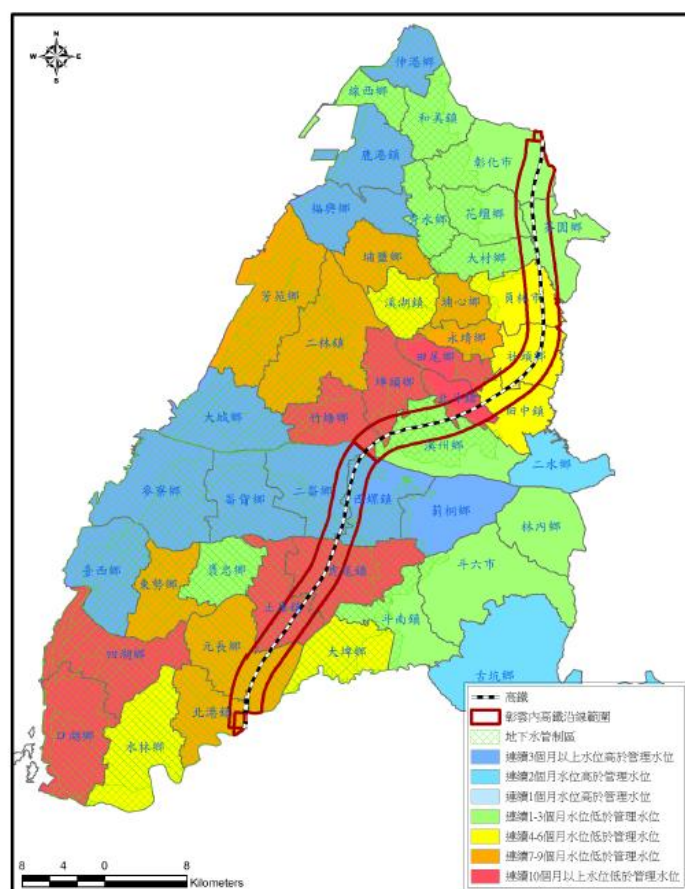 N
W
E
S
伸港鄉
線西鄉
和美鎮
鹿港鎮
彰化市
福興鄉
秀水鄉
花壇鄉
芬園鄉
埔鹽鄉
大村鄉
芳苑鄉
溪湖鎮
埔心鄉
員林市
二林鎮
永靖鄉
田尾鄉
社頭鄉
埤頭鄉
北斗鎮
竹塘鄉
田中鎮
大城鄉
溪州鄉
二水鄉
麥寮鄉
崙背鄉
二崙鄉
西螺鎮
莿桐鄉
林內鄉
臺西鄉
東勢鄉
褒忠鄉
虎尾鎮
斗六市
土庫鎮
斗南鎮
四湖鄉
元長鄉
大埤鄉
古坑鄉
北港鎮
口湖鄉
水林鄉
高鐵
彰雲內高鐵沿線範圍
地下水管制區
連續3個月以上水位高於管理水位
連續2個月水位高於管理水位
連續1個月水位高於管理水位
連續1-3個月水位低於管理水位
連續4-6個月水位低於管理水位
連續7-9個月水位低於管理水位
連續10個月以上水位低於管理水位
8 4 0 8
Kilometers